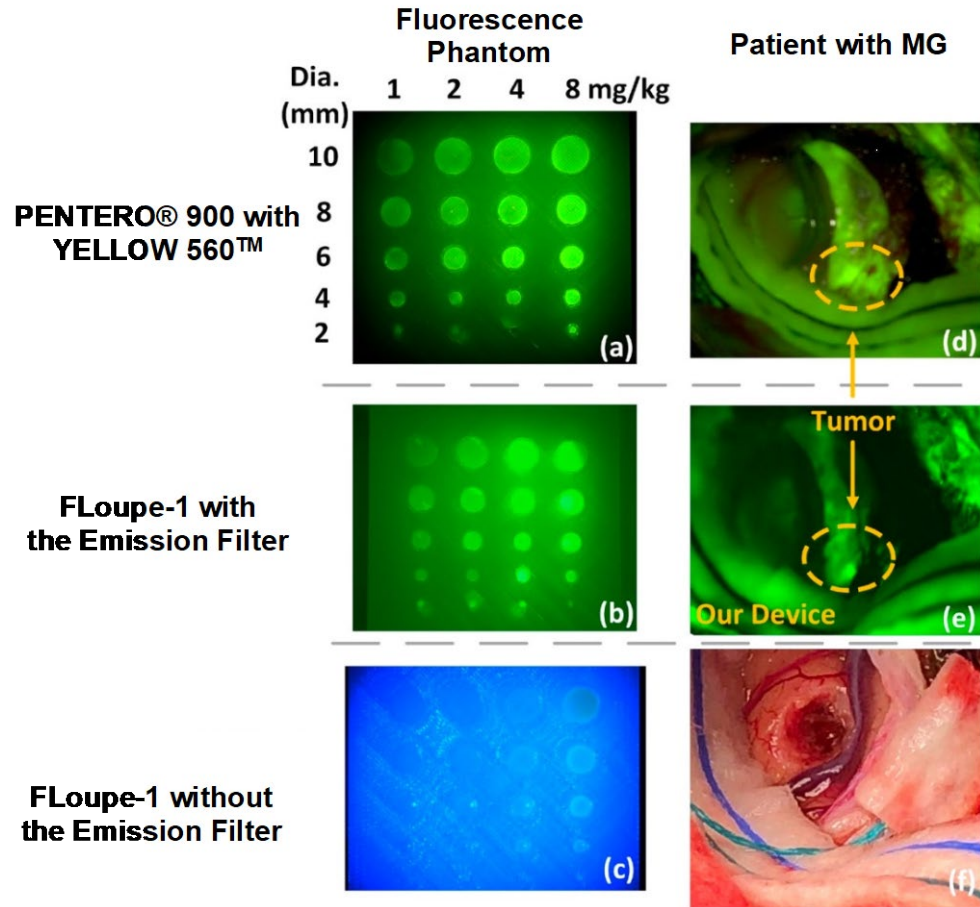 Fluorescence
Phantom
Patient with MG
Dia.
(mm)
1 2 4 8 mg/kg
10
8
6
4
2
PENTERO® 900 with
YELLOW 560™
(a)
(d)
Tumor
FLoupe-1 with
the Emission Filter
(b)
Our Device
(e)
FLoupe-1 without
the Emission Filter
(c)
(f)